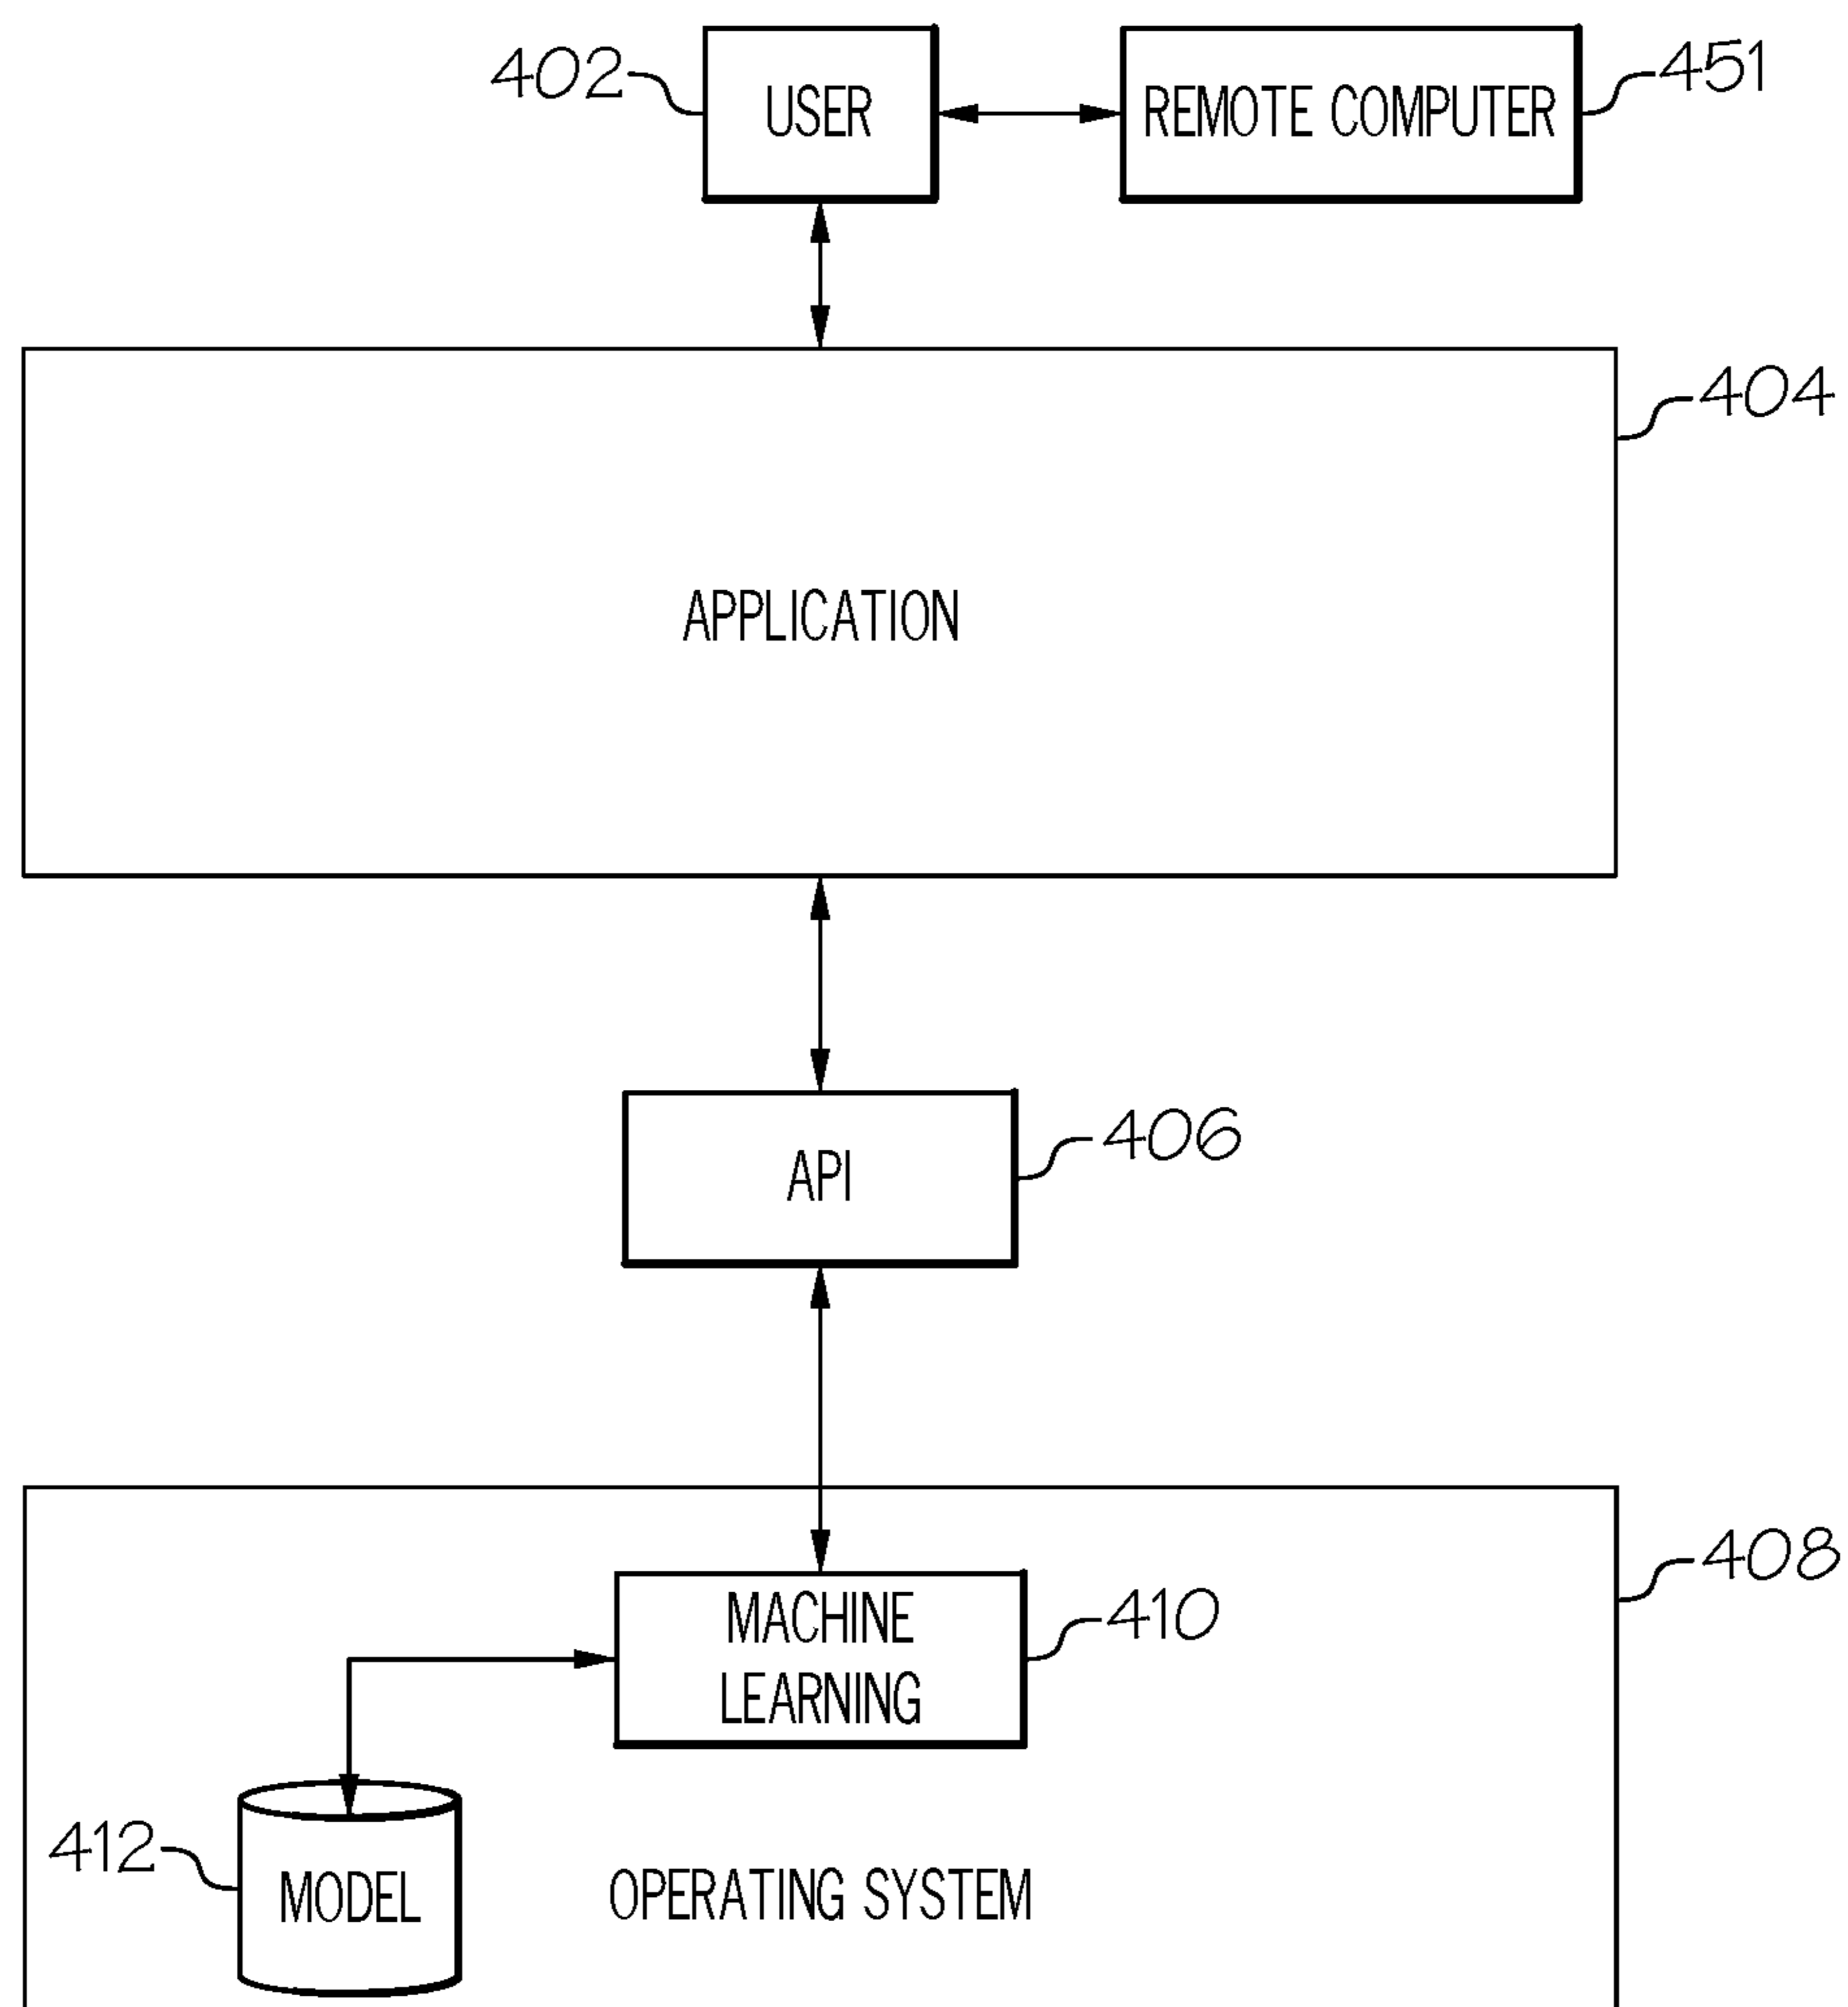 402
USER
REMOTE COMPUTER
451
404
APPLICATION
API
406
408
MACHINE
LEARNING
410
412
MODEL
OPERATING SYSTEM